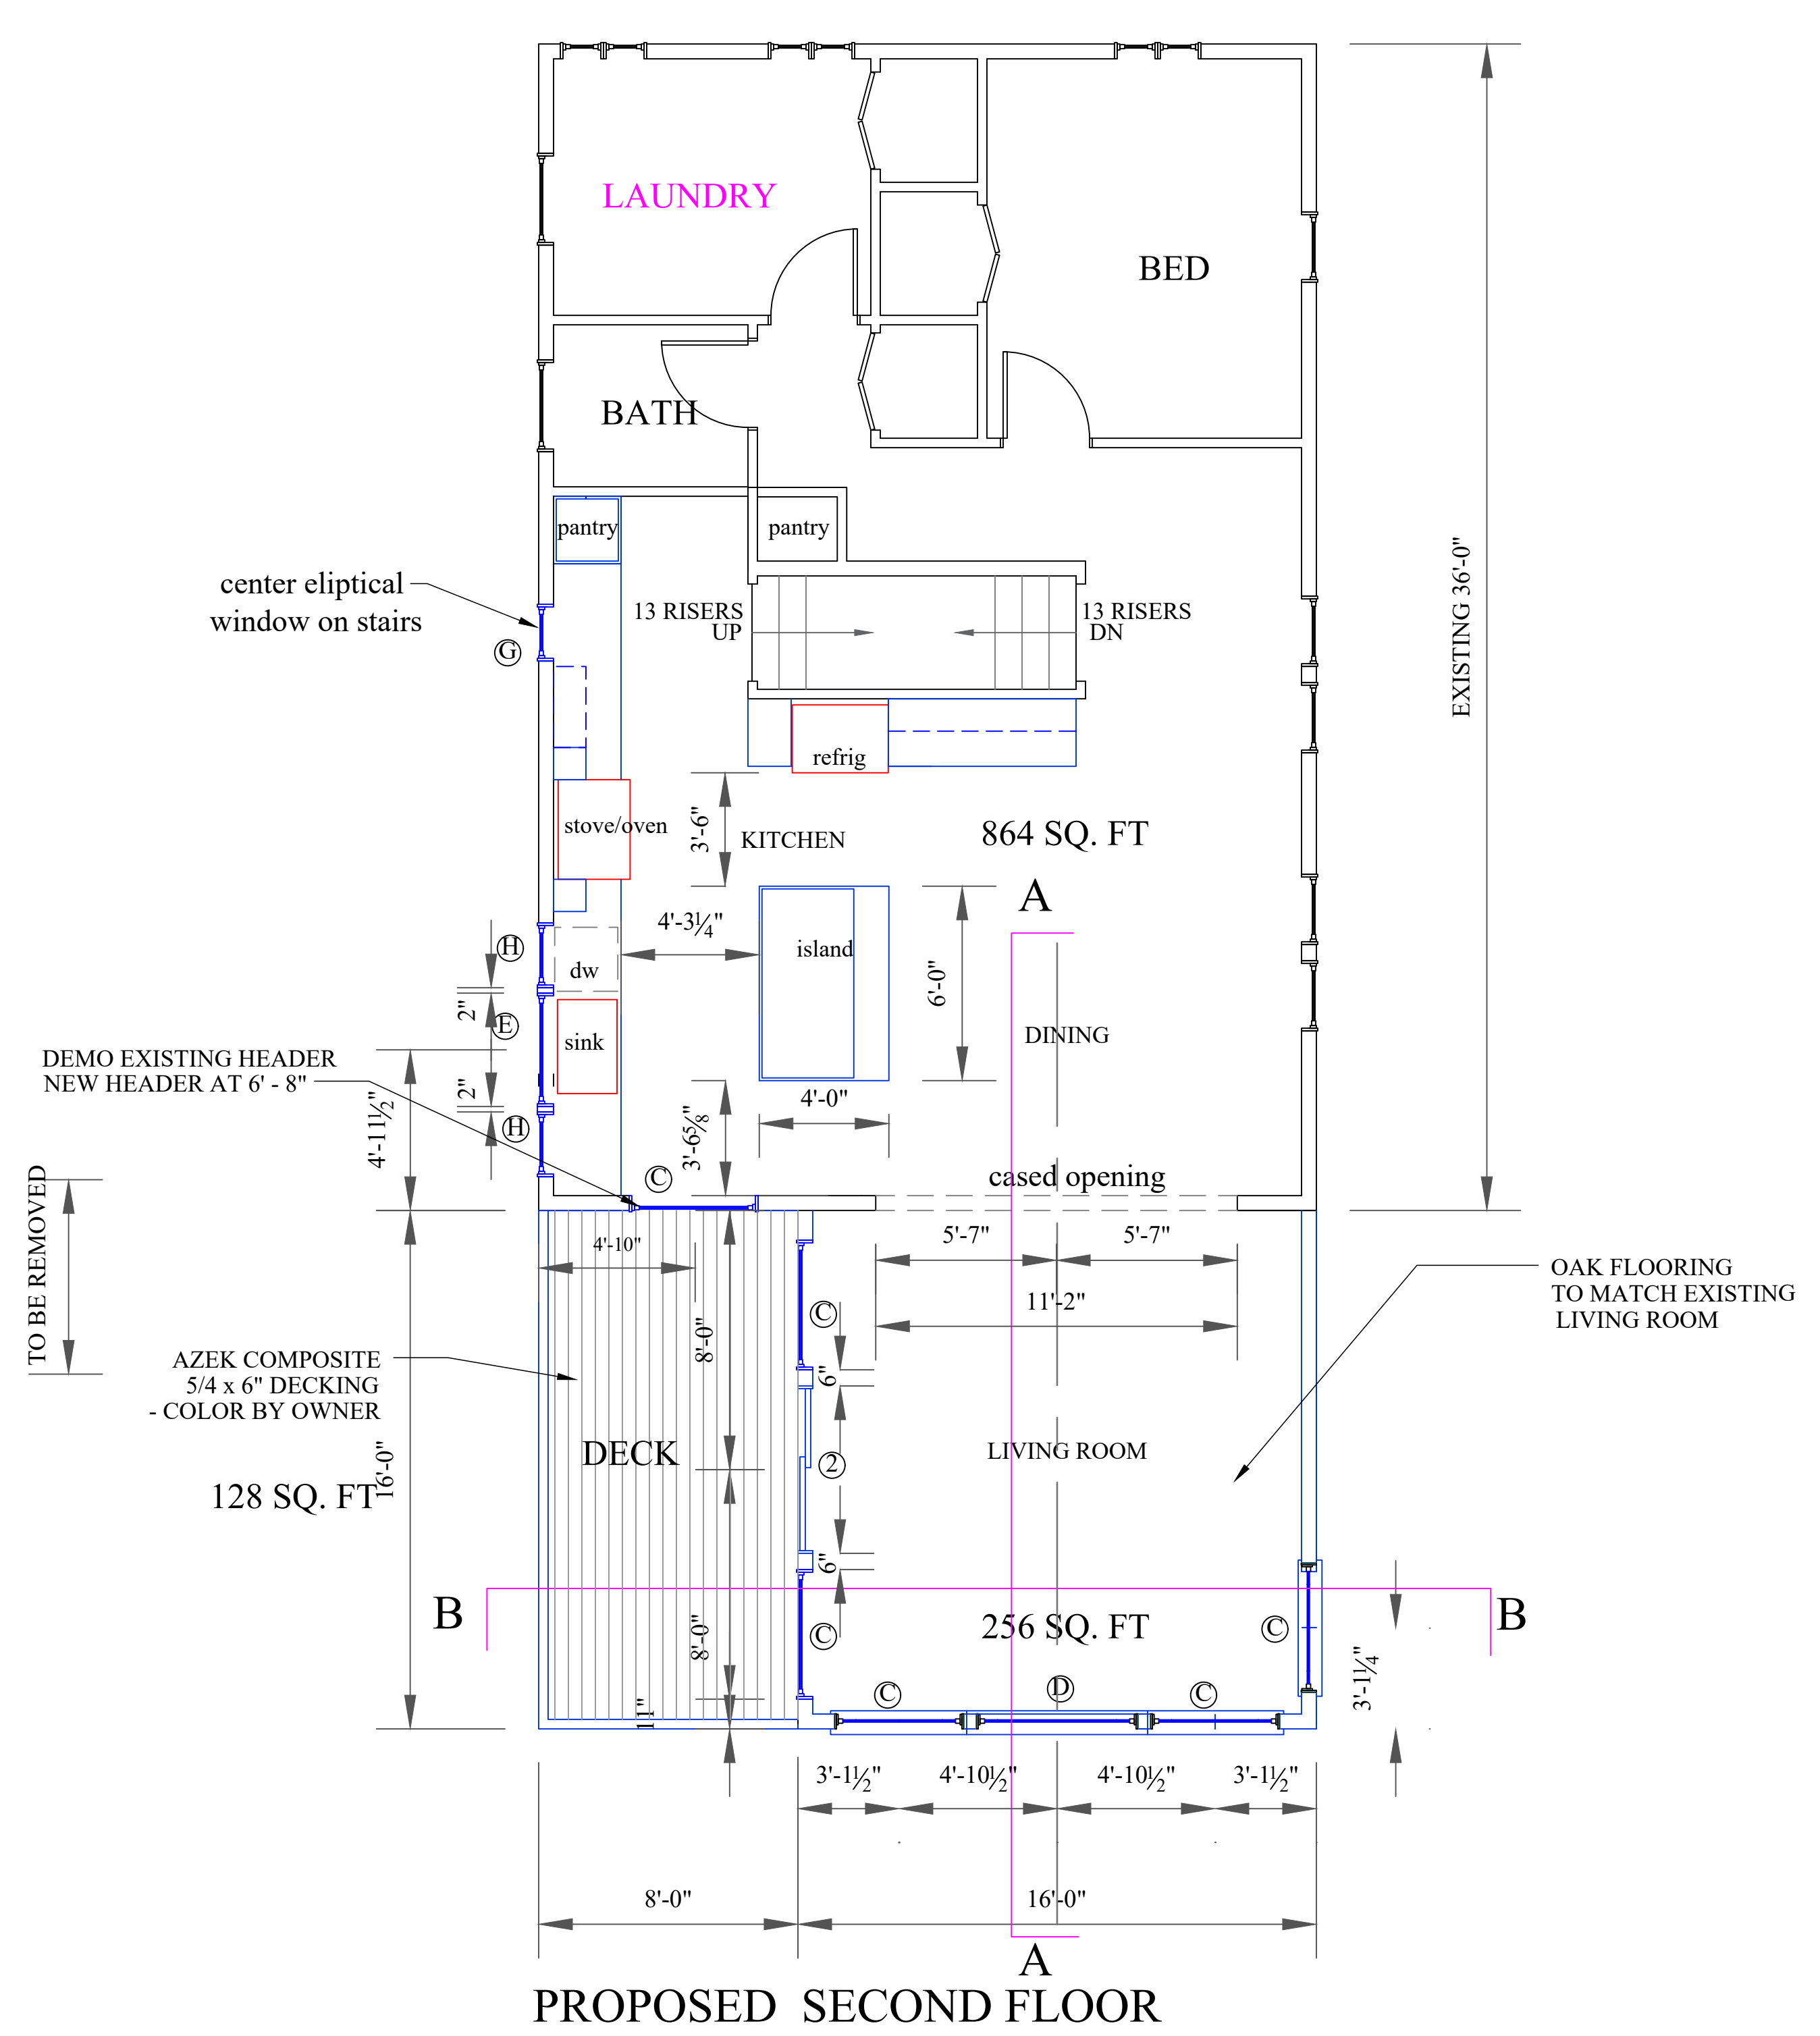 LAUNDRY
BED
BATH
pantry
pantry
center eliptical
window on stairs
G
13 RISERS
UP
13 RISERS
DN
EXISTING 36'-0"
refrig
stove/oven
3'-6"
KITCHEN
864 SQ. FT
A
4'-3¼"
island
6'-0"
H
dw
2"
E
sink
DINING
DEMO EXISTING HEADER
NEW HEADER AT 6' - 8"
2"
4'-11½"
H
4'-0"
3'-6⅝"
C
cased opening
TO BE REMOVED
4'-10"
5'-7"
5'-7"
11'-2"
OAK FLOORING
TO MATCH EXISTING
LIVING ROOM
C
8'-0"
6"
AZEK COMPOSITE
5/4 x 6" DECKING
- COLOR BY OWNER
DECK
2
LIVING ROOM
16'-0"
128 SQ. FT
6"
B
B
8'-0"
C
256 SQ. FT
C
3'-1¼"
C
D
C
11"
3'-1½"
4'-10½"
4'-10½"
3'-1½"
8'-0"
16'-0"
A
PROPOSED SECOND FLOOR